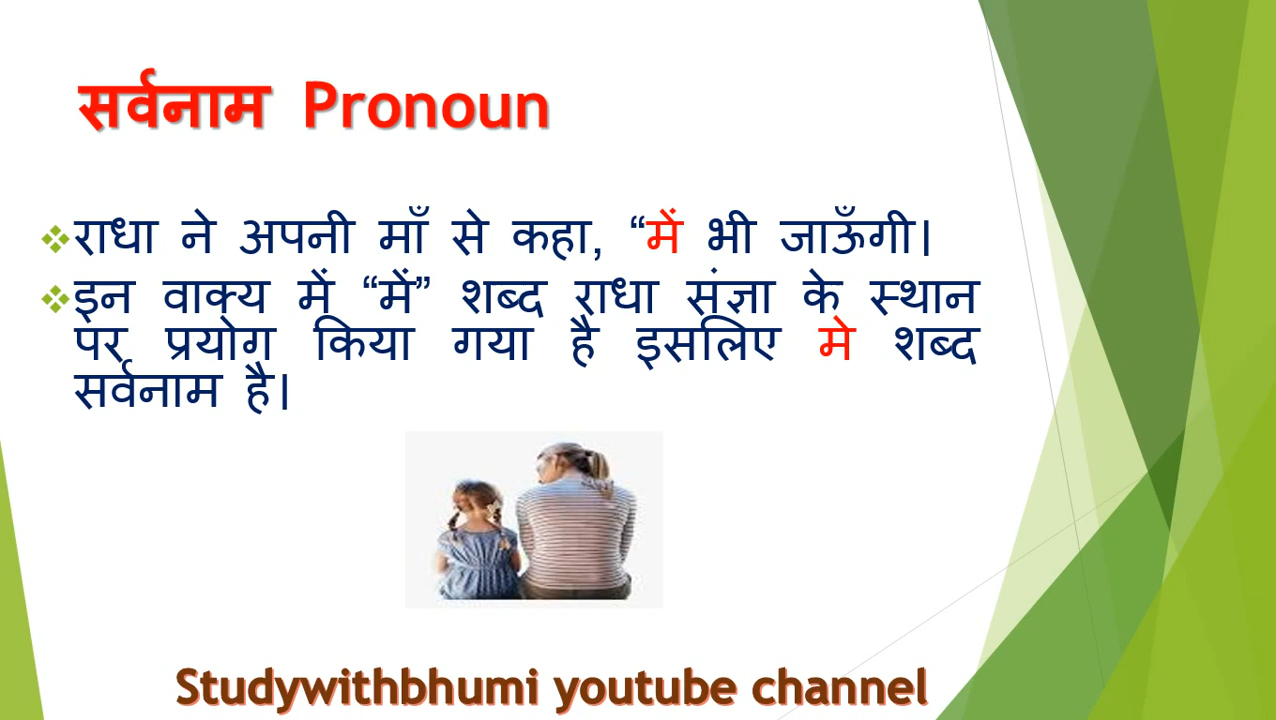 सर्वनाम Pronoun
राधा ने अपनी माँ से कहा, “में भी जाऊँगी।
इन वाक्य में “में” शब्द राधा संज्ञा के स्थान
पर प्रयोग किया गया है इसलिए मे शब्द
सर्वनाम है।
Studywithbhumi youtube channel